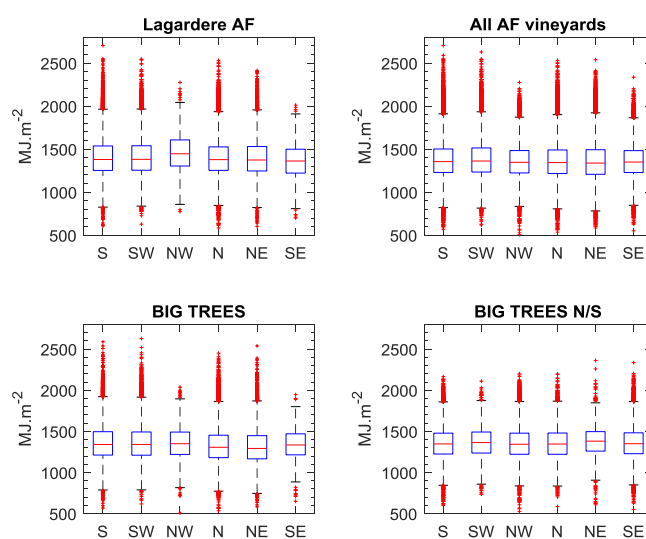 Lagardere AF
MJ.m-2
2500
2000
1500
1000
500
S SW NW N NE SE
All AF vineyards
MJ.m-2
2500
2000
1500
1000
500
S SW NW N NE SE
BIG TREES
MJ.m-2
2500
2000
1500
1000
500
S SW NW N NE SE
BIG TREES N/S
MJ.m-2
2500
2000
1500
1000
500
S SW NW N NE SE